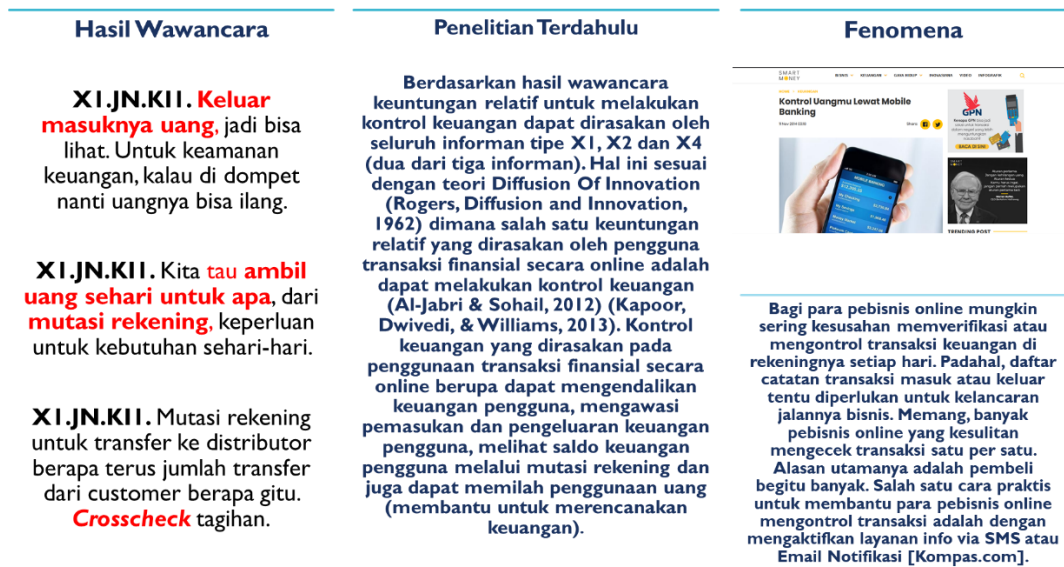 Hasil Wawancara
X1.JN.KI1. Keluar
masuknya uang, jadi bisa
lihat. Untuk keamanan
keuangan, kalau di dompet
nanti uangnya bisa ilang.
X1.JN.KI1. Kita tau ambil
uang sehari untuk apa, dari
mutasi rekening, keperluan
untuk kebutuhan sehari-hari.
X1.JN.KI1. Mutasi rekening
untuk transfer ke distributor
berapa terus jumlah transfer
dari customer berapa gitu.
Crosscheck tagihan.
Penelitian Terdahulu
Berdasarkan hasil wawancara
keuntungan relatif untuk melakukan
kontrol keuangan dapat dirasakan oleh
seluruh informan tipe X1, X2 dan X4
(dua dari tiga informan). Hal ini sesuai
dengan teori Diffusion Of Innovation
(Rogers, Diffusion and Innovation,
1962) dimana salah satu keuntungan
relatif yang dirasakan oleh pengguna
transaksi finansial secara online adalah
dapat melakukan kontrol keuangan
(Al-Jabri & Sohail, 2012) (Kapoor,
Dwivedi, & Williams, 2013). Kontrol
keuangan yang dirasakan pada
penggunaan transaksi finansial secara
online berupa dapat mengendalikan
keuangan pengguna, mengawasi
pemasukan dan pengeluaran keuangan
pengguna, melihat saldo keuangan
pengguna melalui mutasi rekening dan
juga dapat memilah penggunaan uang
(membantu untuk merencanakan
keuangan).
Fenomena
SMART
MONEY
Kontrol Uangmu Lewat Mobile
Banking
Share
GPN
BAGA DISINI
MOBILE BANKING
TRENDING POST
Bagi para pebisnis online mungkin
sering kesusahan memverifikasi atau
mengontrol transaksi keuangan di
rekeningnya setiap hari. Padahal, daftar
catatan transaksi masuk atau keluar
tentu diperlukan untuk kelancaran
jalannya bisnis. Memang, banyak
pebisnis online yang kesulitan
mengecek transaksi satu per satu.
Alasan utamanya adalah pembeli
begitu banyak. Salah satu cara praktis
untuk membantu para pebisnis online
mengontrol transaksi adalah dengan
mengaktifkan layanan info via SMS atau
Email Notifikasi [Kompas.com].